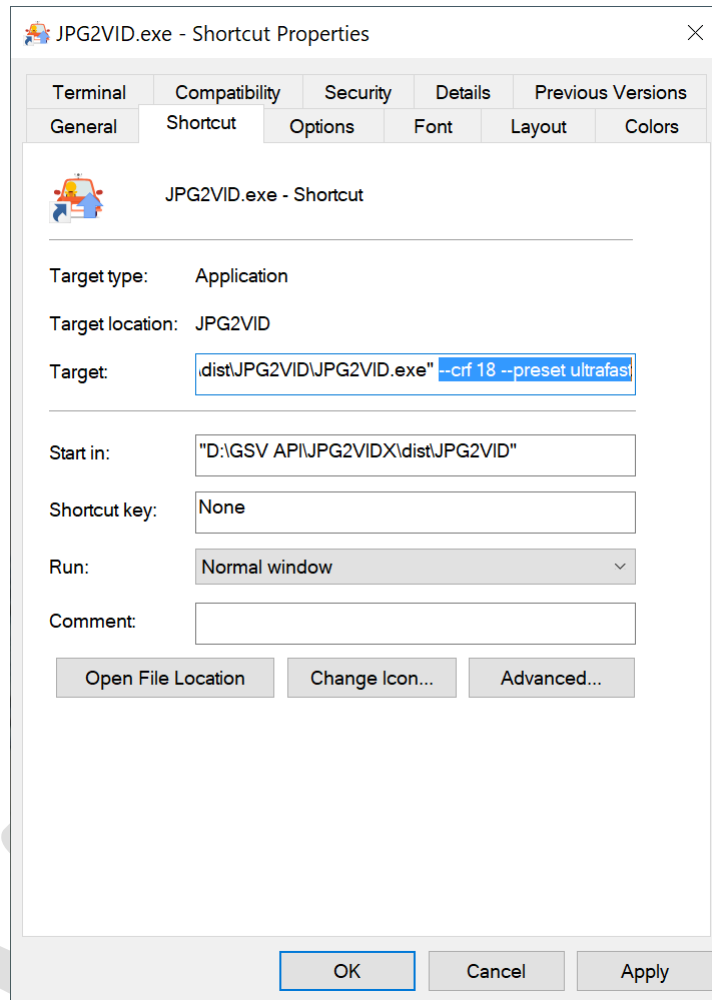 JPG2VID.exe - Shortcut Properties
Terminal Compatibility Security Details Previous Versions
General Shortcut Options Font Layout Colors
JPG2VID.exe - Shortcut
Target type: Application
Target location: JPG2VID
Target: \dist\JPG2VID\JPG2VID.exe" --crf 18 --preset ultrafast
Start in: "D:\GSV API\JPG2VIDX\dist\JPG2VID"
Shortcut key: None
Run: Normal window
Comment:
Open File Location Change Icon... Advanced...
OK Cancel Apply